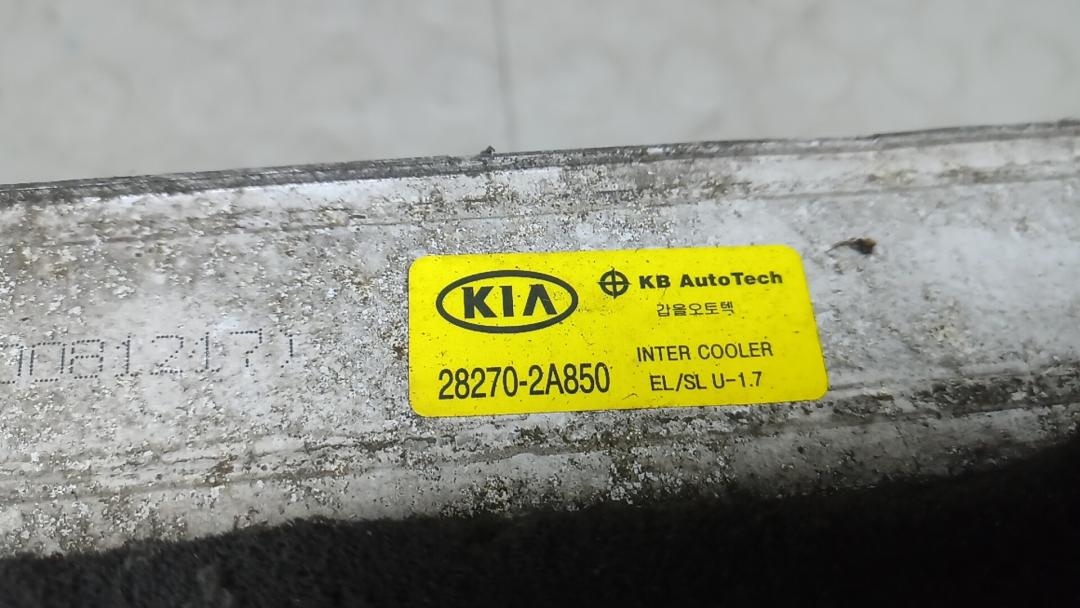 KIA
KB AutoTech
갑을오토텍
28270-2A850
INTER COOLER
EL/SL U-1.7